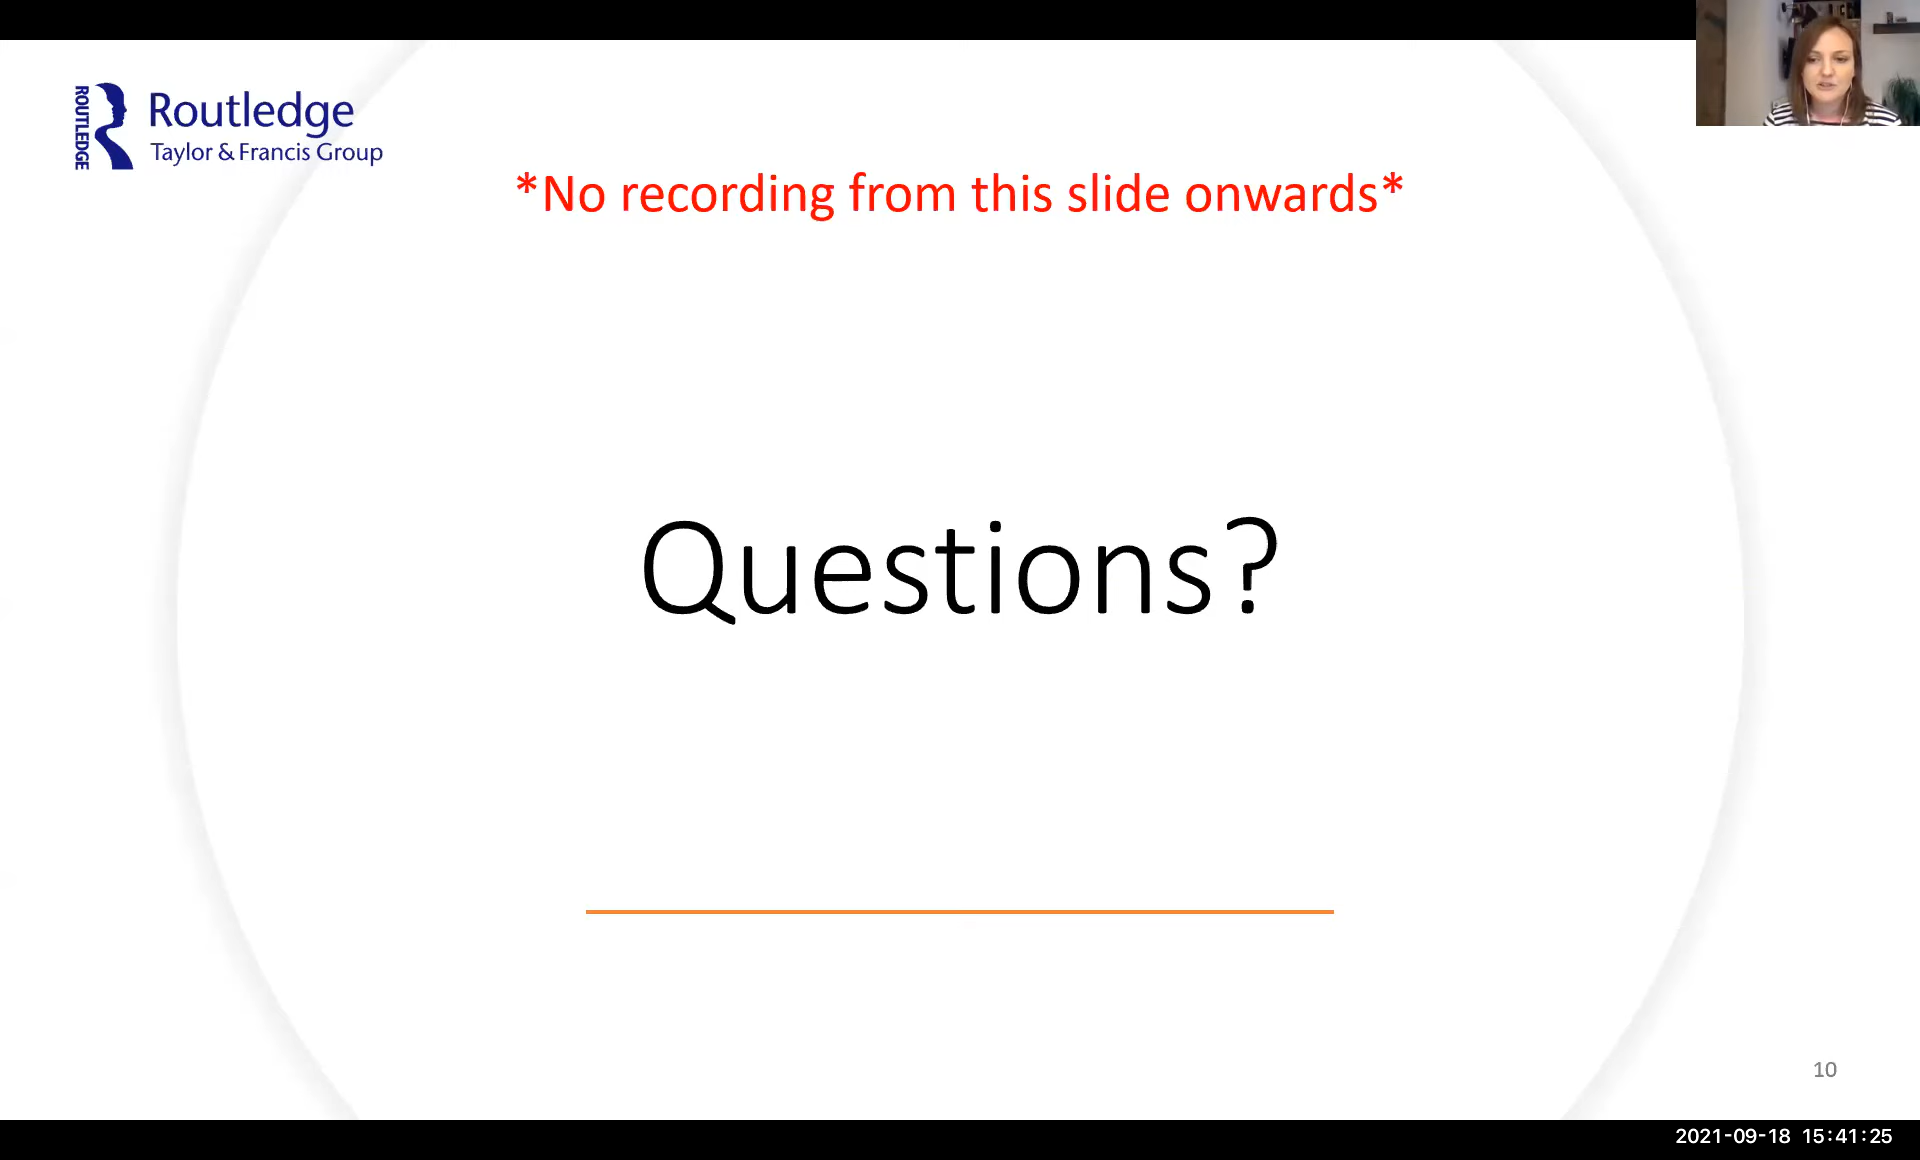 ROUTLEDGE
Routledge
Taylor & Francis Group
*No recording from this slide onwards*
Questions?
10
2021-09-18 15:41:25